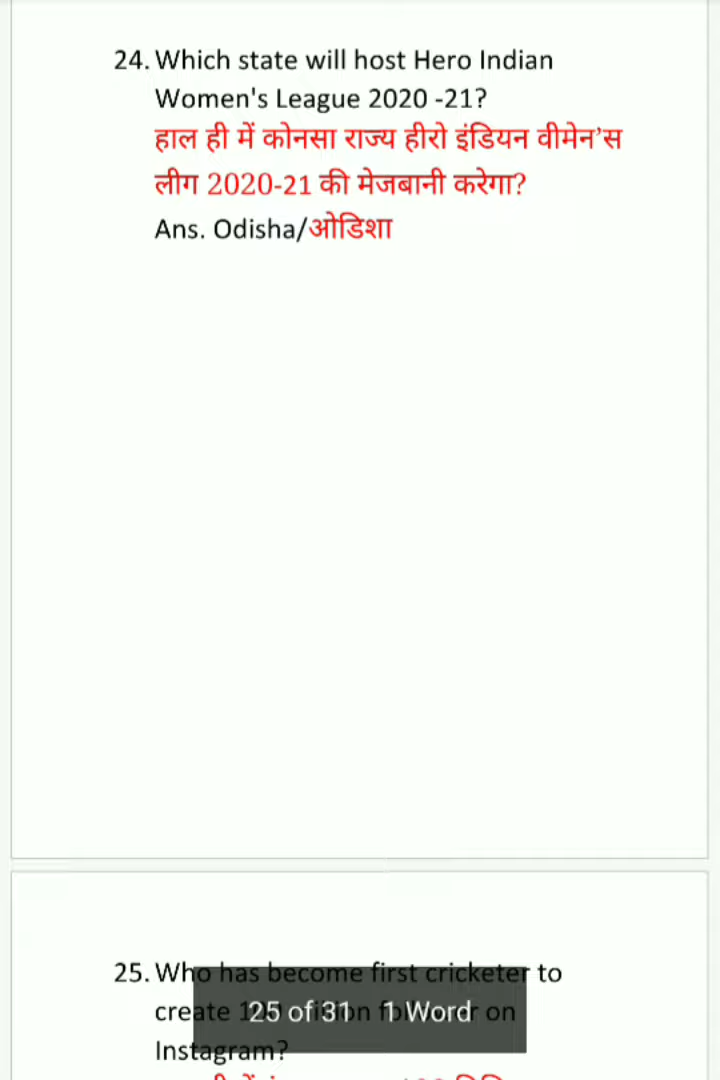 24. Which state will host Hero Indian
Women's League 2020 -21?
हाल ही में कोनसा राज्य हीरो इंडियन वीमेन’स
लीग 2020-21 की मेजबानी करेगा?
Ans. Odisha/ओडिशा
25. Who has become first cricketer to
create on
25 of 31 1 Word
Instagram?